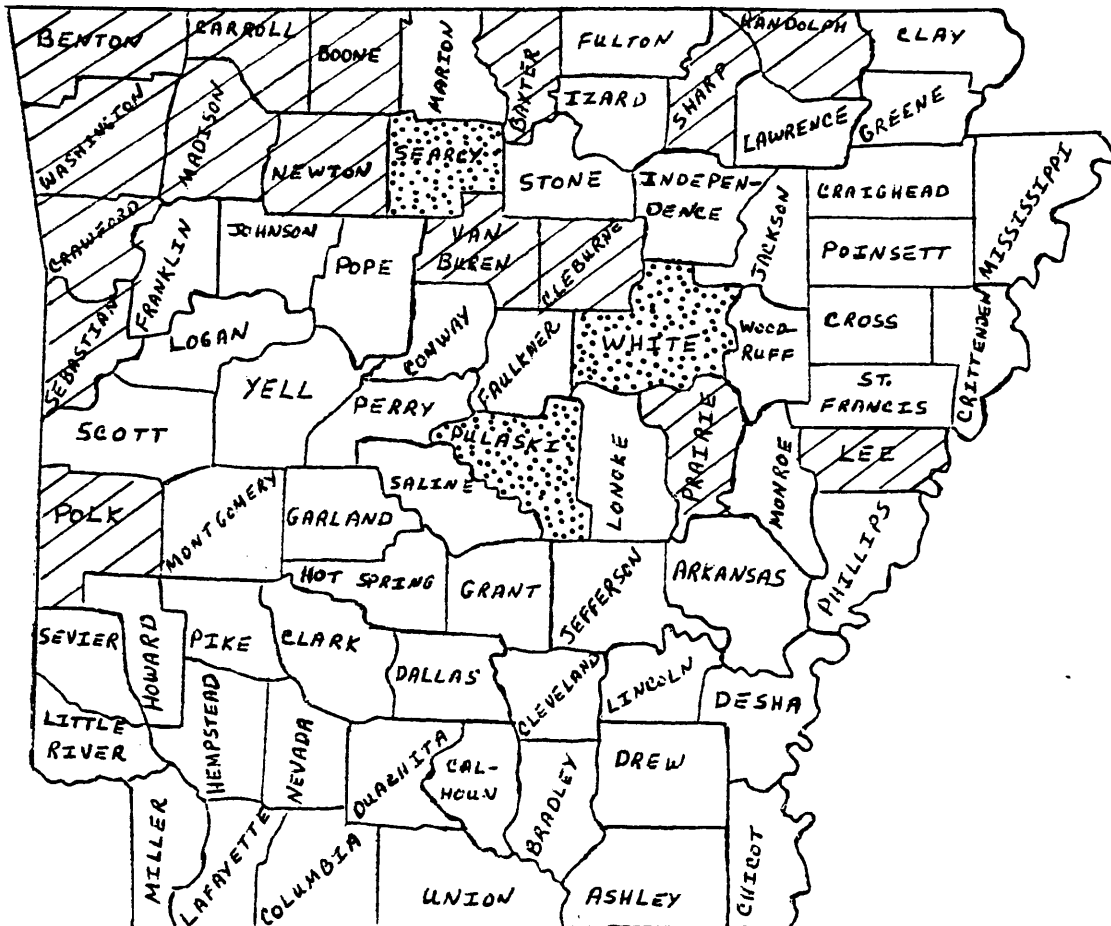 BENTON
CARROLL
BOONE
MARION
BAXTER
FULTON
RANDOLPH
CLAY
IZARD
SHARP
LAWRENCE
GREENE
WASHINGTON
MADISON
NEWTON
SEARCY
STONE
INDEPEN-
DENCE
JACKSON
CRAIGHEAD
MISSISSIPPI
CRAWFORD
FRANKLIN
JOHNSON
POPE
VAN
BUREN
CLEBURNE
POINSETT
SEBASTIAN
LOGAN
CONWAY
FAULKNER
WHITE
WOOD
RUFF
CROSS
CRITTENDEN
YELL
PERRY
ST.
FRANCIS
SCOTT
PULASKI
LONOKE
PRAIRIE
MONROE
LEE
POLK
MONTGOMERY
GARLAND
SALINE
HOT SPRING
GRANT
JEFFERSON
ARKANSAS
PHILLIPS
SEVIER
HOWARD
PIKE
CLARK
DALLAS
CLEVELAND
LINCOLN
DESHA
LITTLE
RIVER
HEMPSTEAD
NEVADA
OUACHITA
CAL-
HOUN
BRADLEY
DREW
MILLER
LAFAYETTE
COLUMBIA
UNION
ASHLEY
CHICOT